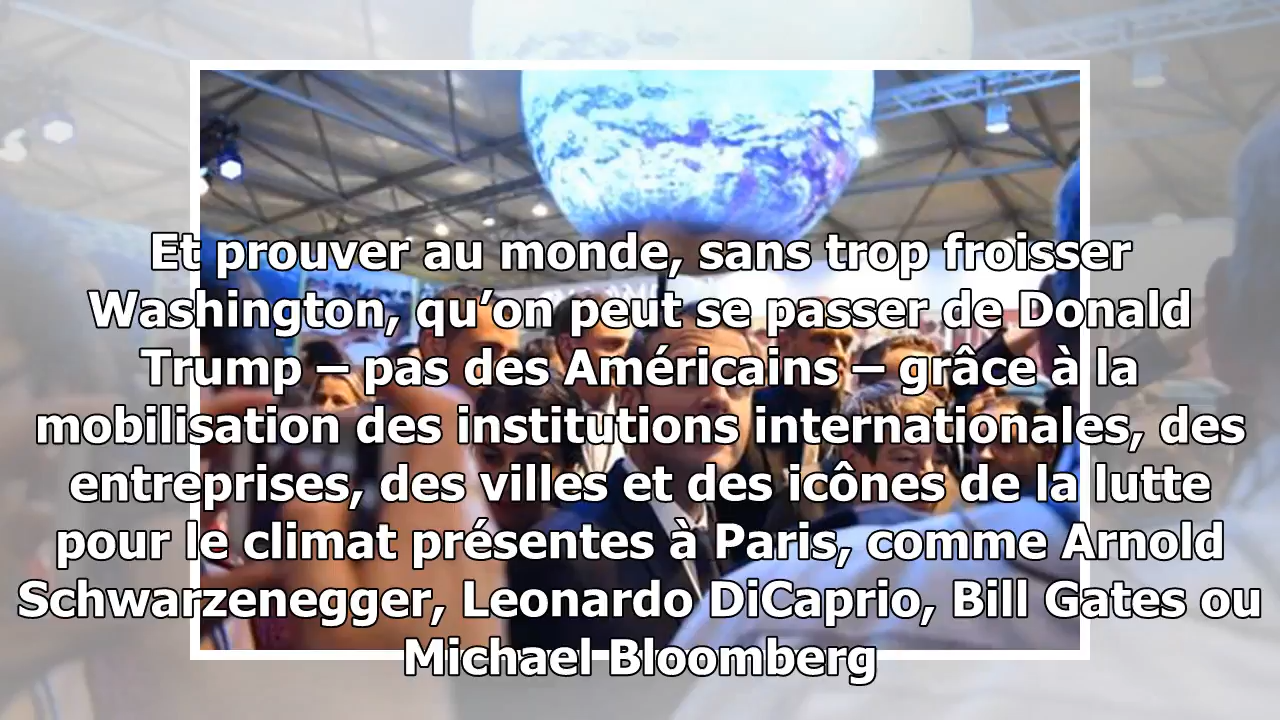 Et prouver au monde, sans trop froisser
Washington, qu’on peut se passer de Donald
Trump – pas des Américains – grâce à la
mobilisation des institutions internationales, des
entreprises, des villes et des icônes de la lutte
pour le climat présentes à Paris, comme Arnold
Schwarzenegger, Leonardo DiCaprio, Bill Gates ou
Michael Bloomberg